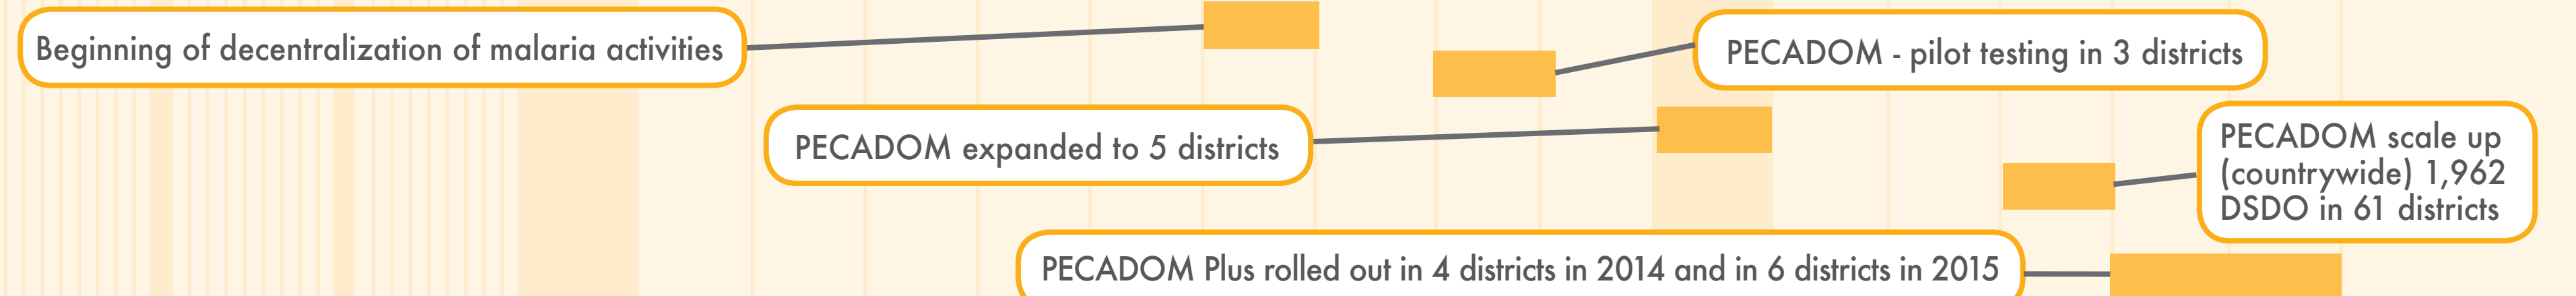 Beginning of decentralization of malaria activities
PECADOM - pilot testing in 3 districts
PECADOM expanded to 5 districts
PECADOM scale up
(countrywide) 1,962
DSDO in 61 districts
PECADOM Plus rolled out in 4 districts in 2014 and in 6 districts in 2015